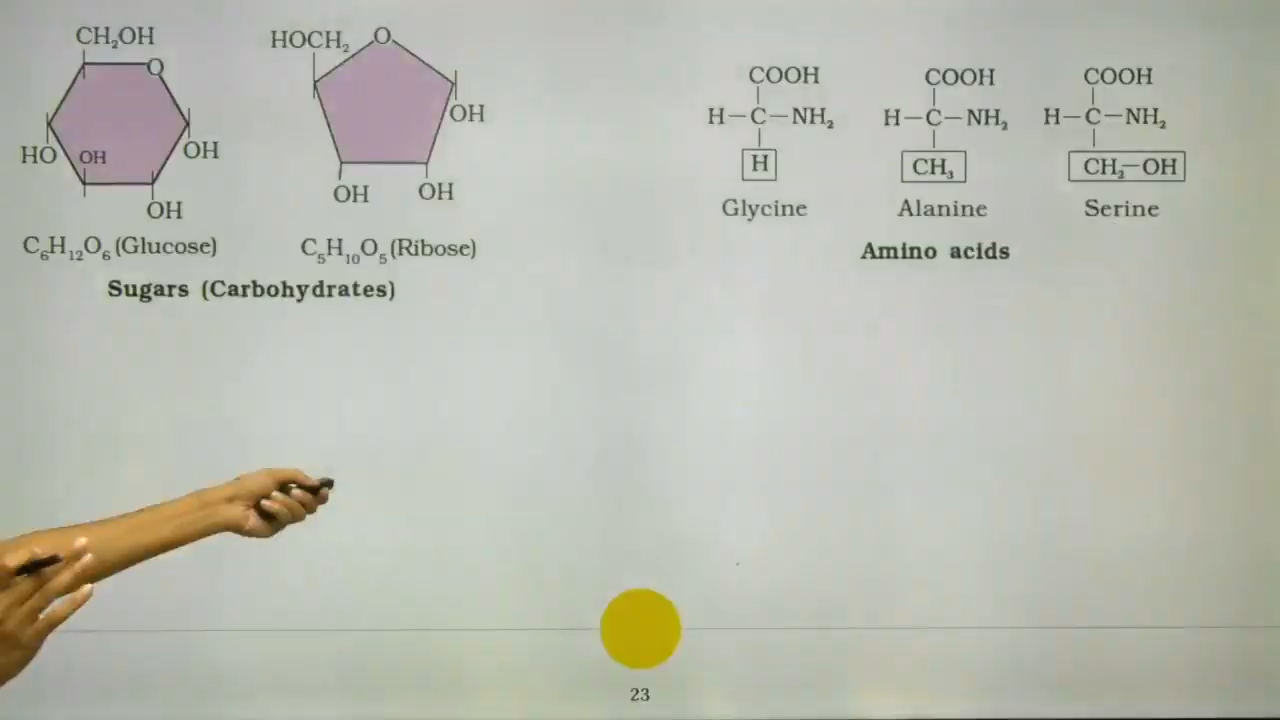 CH₂OH
O
HO
OH
OH
OH
C₆H₁₂O₆ (Glucose)
HOCH₂
O
OH
OH
OH
C₅H₁₀O₅ (Ribose)
Sugars (Carbohydrates)
COOH
H–C–NH₂
H
Glycine
COOH
H–C–NH₂
CH₃
Alanine
COOH
H–C–NH₂
CH₂–OH
Serine
Amino acids
23